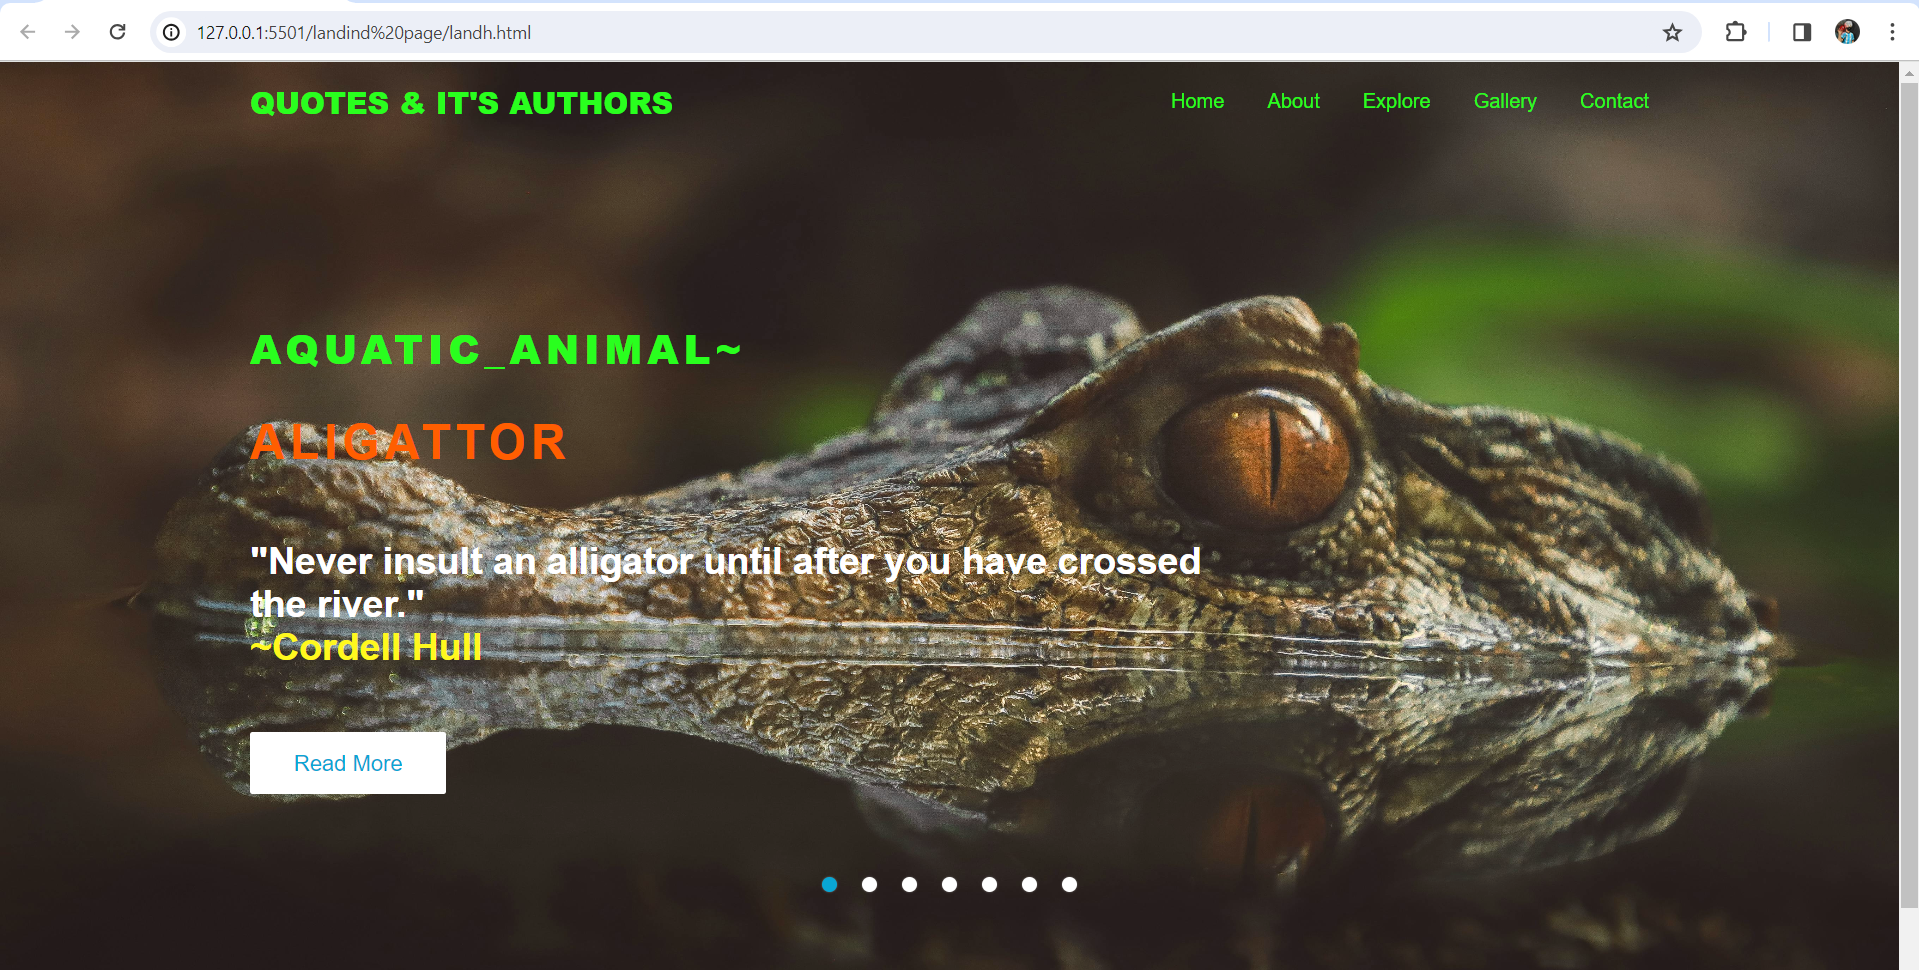 127.0.0.1:5501/landind%20page/landh.html
QUOTES & IT'S AUTHORS
Home About Explore Gallery Contact
AQUATIC_ANIMAL~
ALIGATTOR
"Never insult an alligator until after you have crossed
the river."
~Cordell Hull
Read More